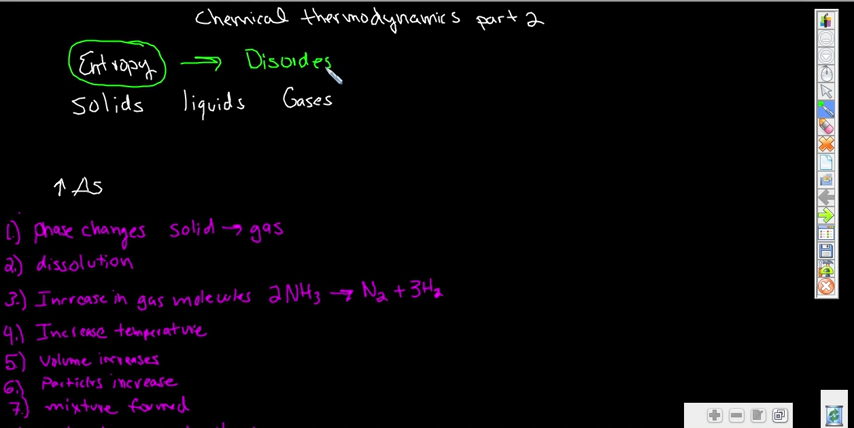 Chemical thermodynamics part 2
Entropy → Disorder
Solids liquids Gases
↑ ΔS
1.) phase changes solid → gas
2.) dissolution
3.) Increase in gas molecules 2NH₃ → N₂ + 3H₂
4.) Increase temperature
5) Volume increases
6.) Particles increase
7.) mixture formed